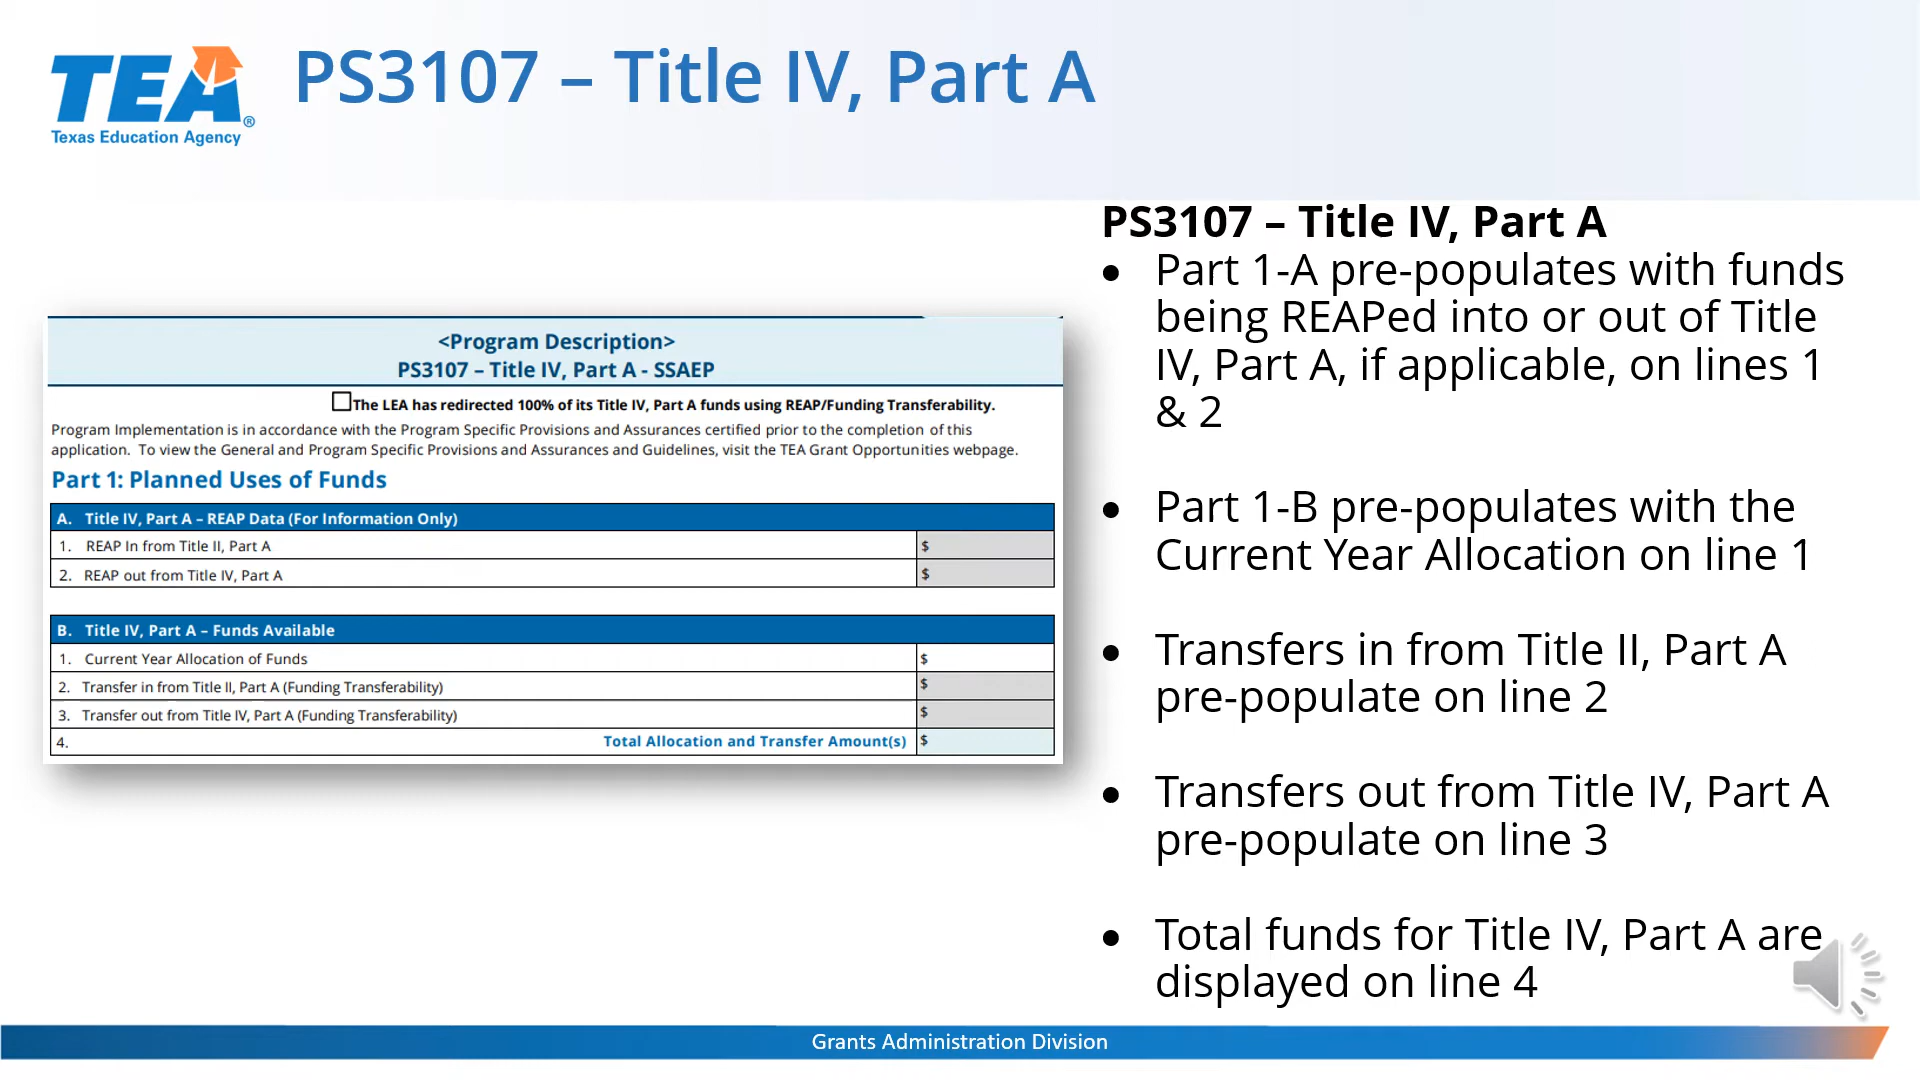 TEA®
Texas Education Agency
PS3107 – Title IV, Part A
<Program Description>
PS3107 – Title IV, Part A - SSAEP
The LEA has redirected 100% of its Title IV, Part A funds using REAP/Funding Transferability.
Program Implementation is in accordance with the Program Specific Provisions and Assurances certified prior to the completion of this
application. To view the General and Program Specific Provisions and Assurances and Guidelines, visit the TEA Grant Opportunities webpage.
Part 1: Planned Uses of Funds
A. Title IV, Part A – REAP Data (For Information Only)
1. REAP In from Title II, Part A $
2. REAP out from Title IV, Part A $
B. Title IV, Part A – Funds Available
1. Current Year Allocation of Funds $
2. Transfer in from Title II, Part A (Funding Transferability) $
3. Transfer out from Title IV, Part A (Funding Transferability) $
4. Total Allocation and Transfer Amount(s) $
PS3107 – Title IV, Part A
• Part 1-A pre-populates with funds
being REAPed into or out of Title
IV, Part A, if applicable, on lines 1
& 2
• Part 1-B pre-populates with the
Current Year Allocation on line 1
• Transfers in from Title II, Part A
pre-populate on line 2
• Transfers out from Title IV, Part A
pre-populate on line 3
• Total funds for Title IV, Part A are
displayed on line 4
Grants Administration Division